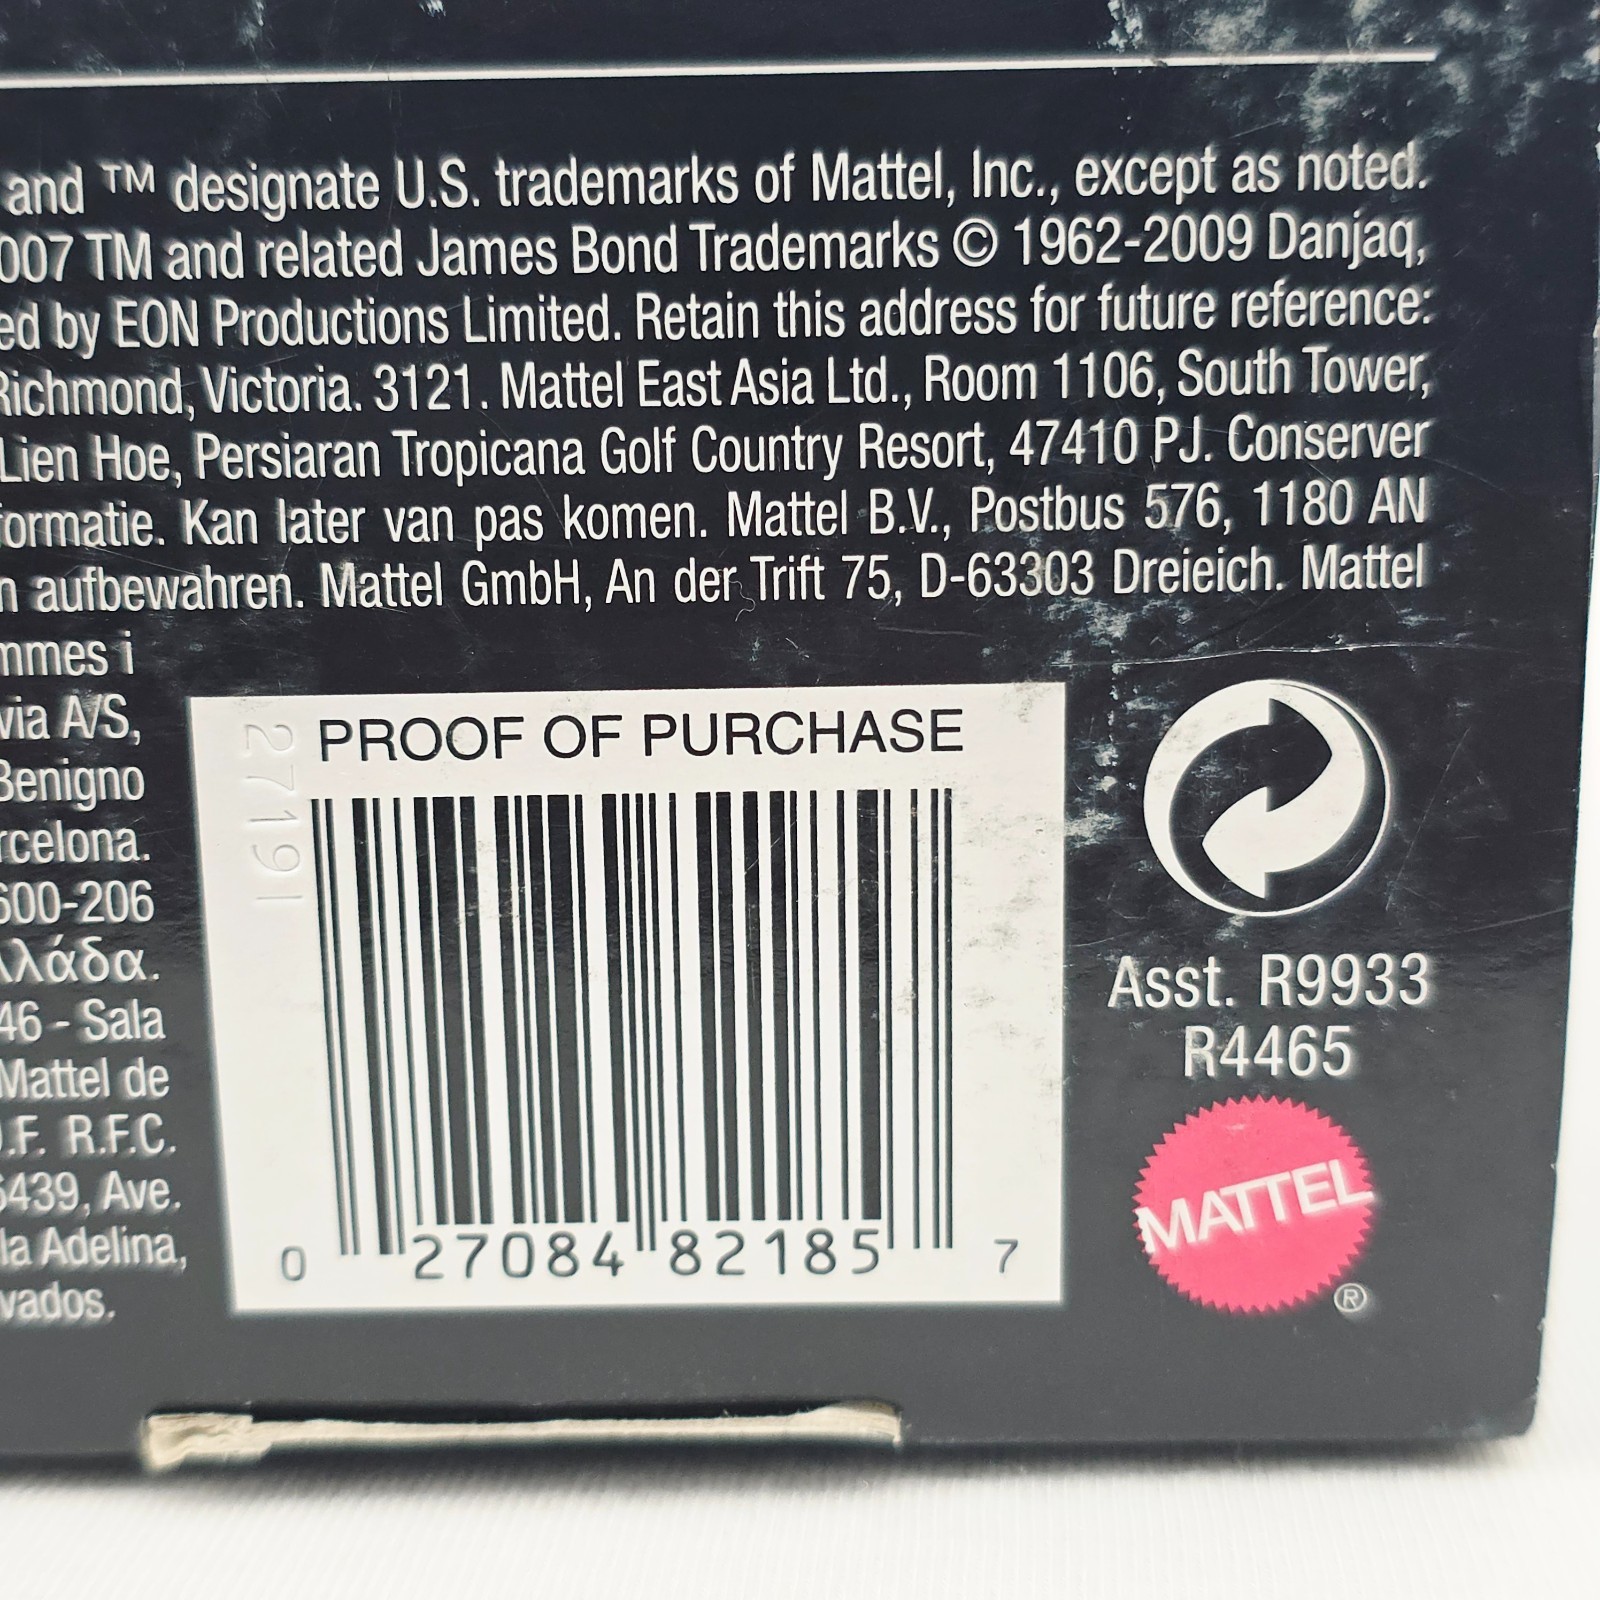 and ™ designate U.S. trademarks of Mattel, Inc., except as noted.
007 TM and related James Bond Trademarks © 1962-2009 Danjaq,
ed by EON Productions Limited. Retain this address for future reference:
Richmond, Victoria. 3121. Mattel East Asia Ltd., Room 1106, South Tower,
Lien Hoe, Persiaran Tropicana Golf Country Resort, 47410 PJ. Conserver
formatie. Kan later van pas komen. Mattel B.V., Postbus 576, 1180 AN
n aufbewahren. Mattel GmbH, An der Trift 75, D-63303 Dreieich. Mattel
mmes i
via A/S,
Benigno
rcelona.
600-206
λλάδα.
46 - Sala
Mattel de
.F. R.F.C.
6439, Ave.
la Adelina,
vados.
27191
PROOF OF PURCHASE
0 27084 82185 7
Asst. R9933
R4465
MATTEL
®